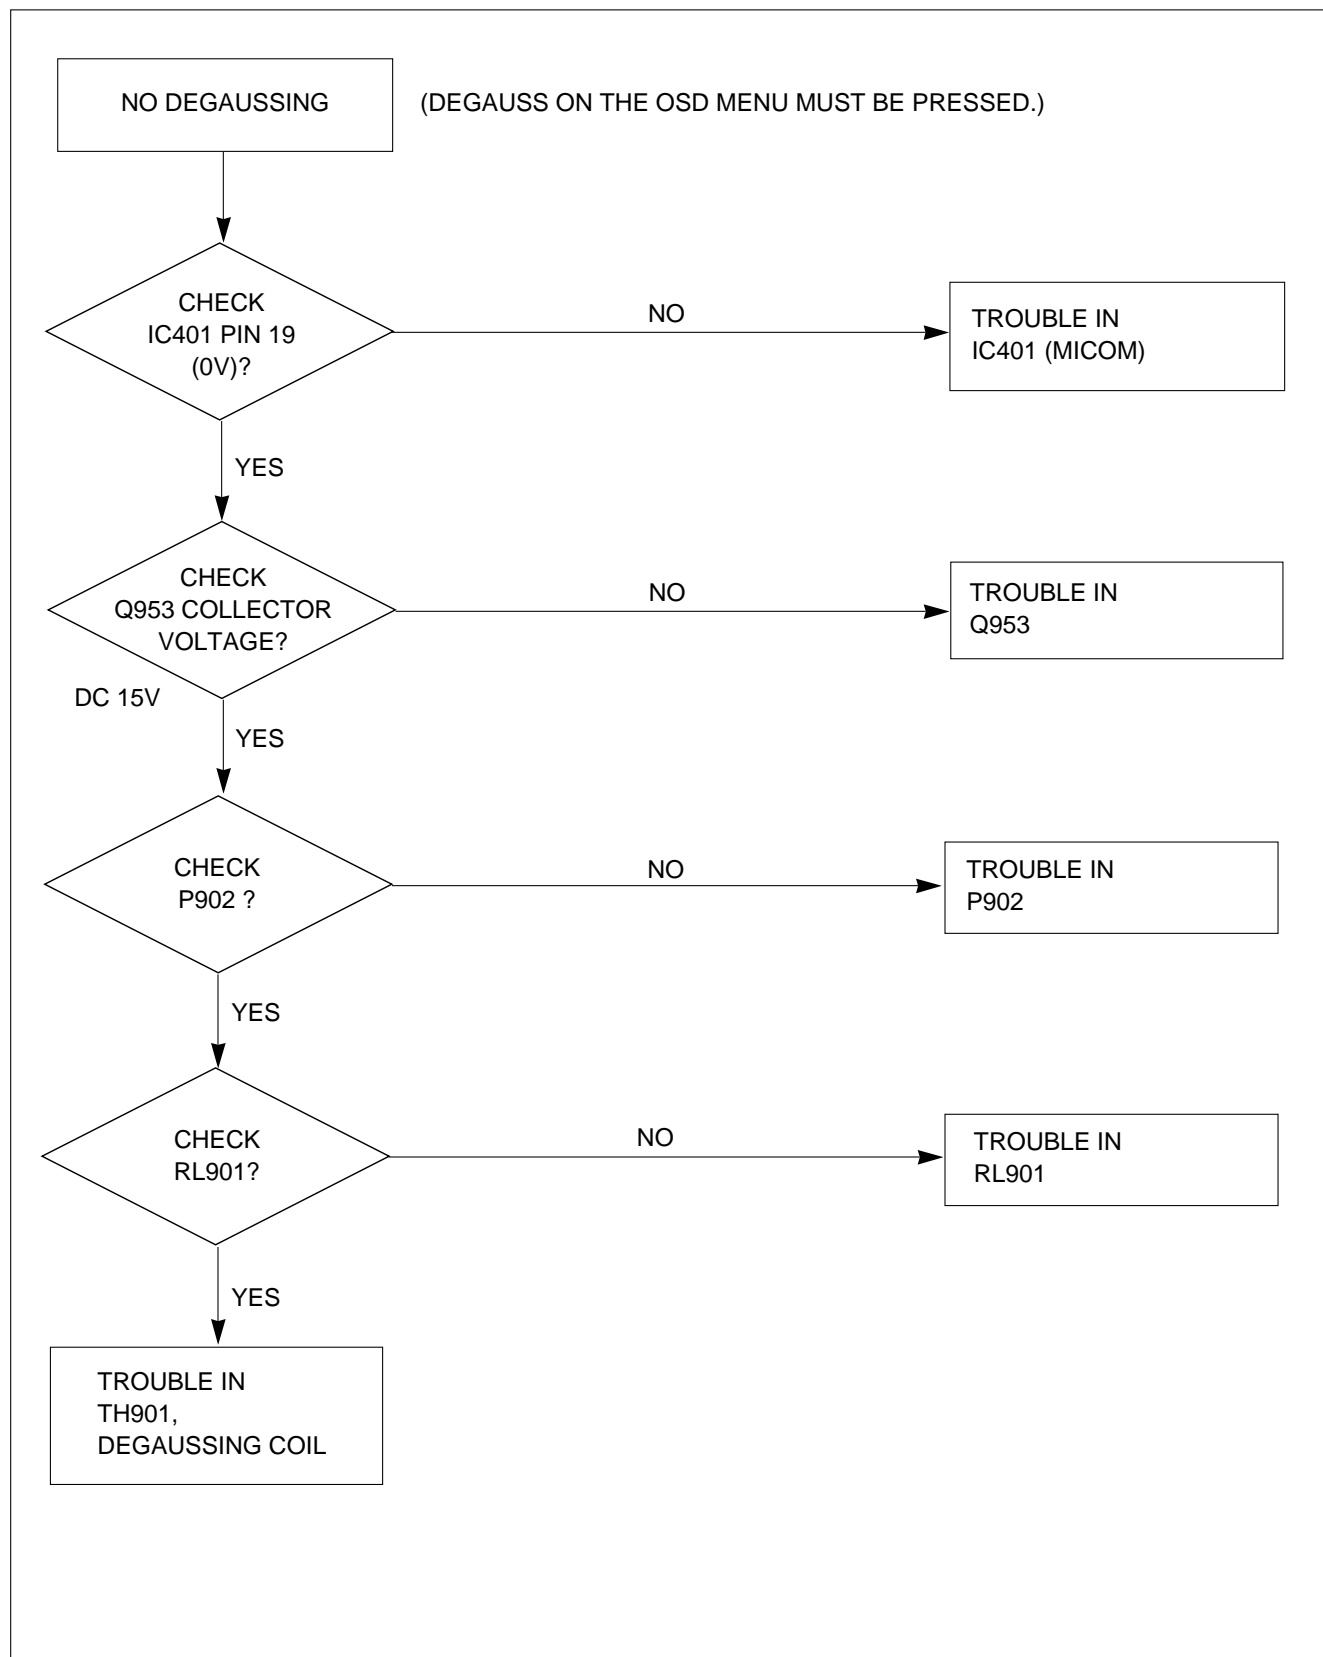 NO DEGAUSSING
(DEGAUSS ON THE OSD MENU MUST BE PRESSED.)
CHECK
IC401 PIN 19
(0V)?
NO
TROUBLE IN
IC401 (MICOM)
YES
CHECK
Q953 COLLECTOR
VOLTAGE?
NO
TROUBLE IN
Q953
DC 15V
YES
CHECK
P902 ?
NO
TROUBLE IN
P902
YES
CHECK
RL901?
NO
TROUBLE IN
RL901
YES
TROUBLE IN
TH901,
DEGAUSSING COIL